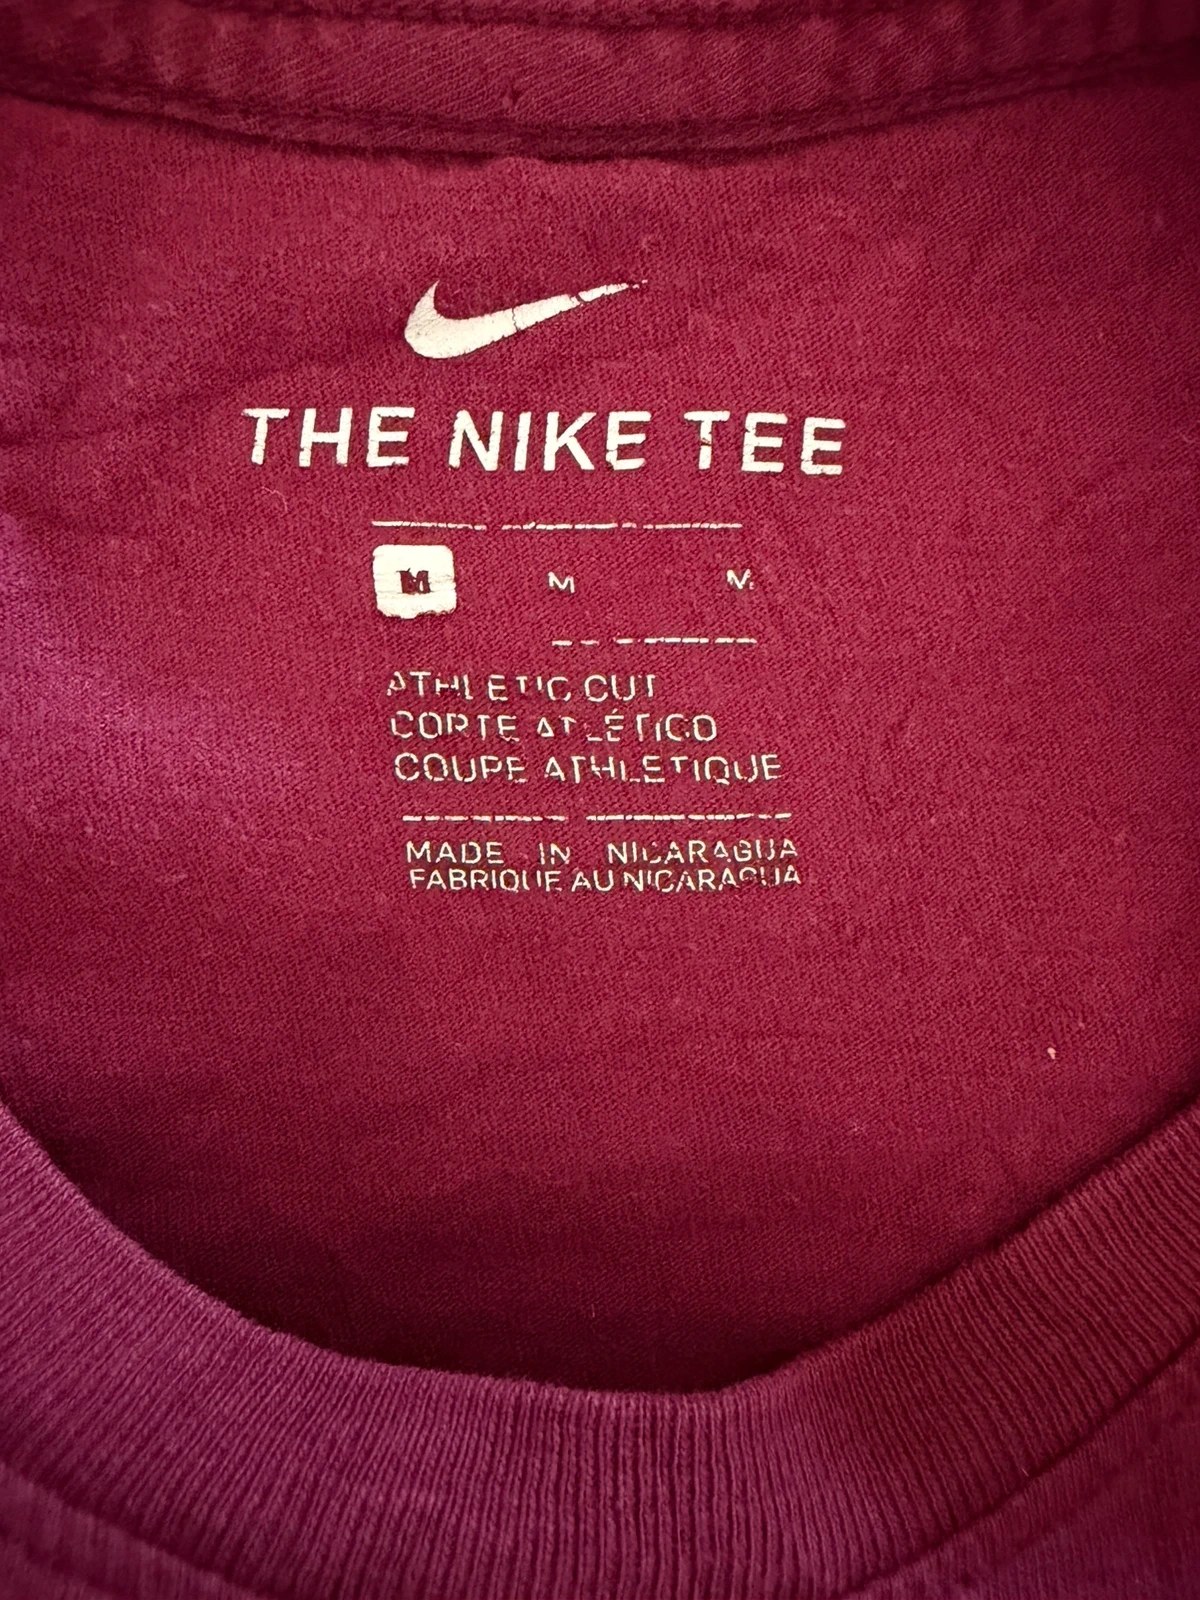 THE NIKE TEE
M M M
ATHLETIC CUT
CORTE ATLÉTICO
COUPE ATHLETIQUE
MADE IN NICARAGUA
FABRIQUE AU NICARAGUA